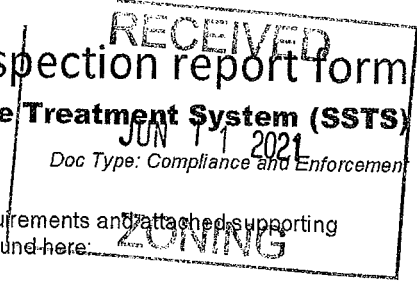 RECEIVED
spection report form
e Treatment System (SSTS)
JUN 11 2021
Doc Type: Compliance and Enforcement
uirements and attached supporting
und here:
ZONING